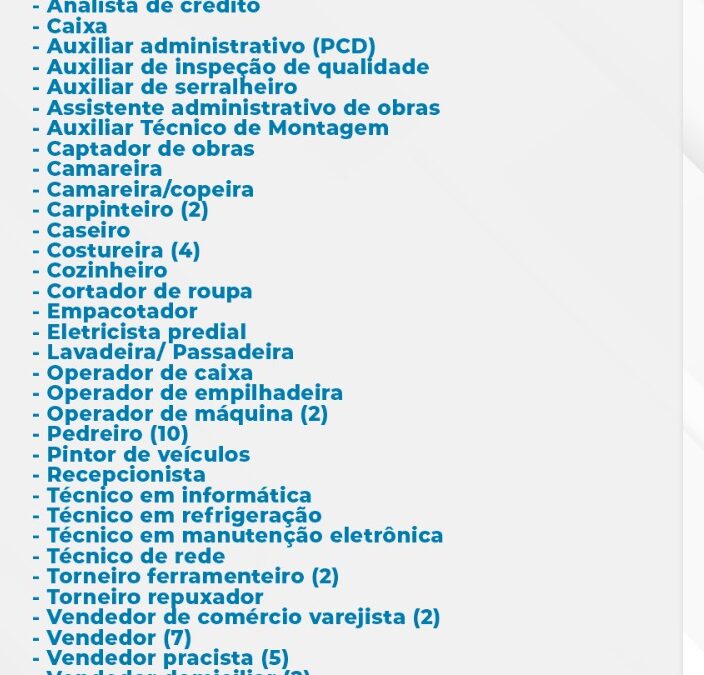 - Analista de crédito
- Caixa
- Auxiliar administrativo (PCD)
- Auxiliar de inspeção de qualidade
- Auxiliar de serralheiro
- Assistente administrativo de obras
- Auxiliar Técnico de Montagem
- Captador de obras
- Camareira
- Camareira/copeira
- Carpinteiro (2)
- Caseiro
- Costureira (4)
- Cozinheiro
- Cortador de roupa
- Empacotador
- Eletricista predial
- Lavadeira/ Passadeira
- Operador de caixa
- Operador de empilhadeira
- Operador de máquina (2)
- Pedreiro (10)
- Pintor de veículos
- Recepcionista
- Técnico em informática
- Técnico em refrigeração
- Técnico em manutenção eletrônica
- Técnico de rede
- Torneiro ferramenteiro (2)
- Torneiro repuxador
- Vendedor de comércio varejista (2)
- Vendedor (7)
- Vendedor pracista (5)
- Vendedor domiciliar